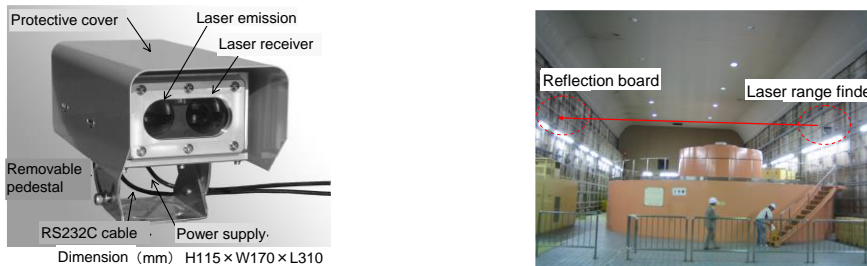 Protective cover
Laser emission
Laser receiver
Removable
pedestal
RS232C cable
Power supply
Dimension（mm） H115×W170×L310
Reflection board
Laser range finde